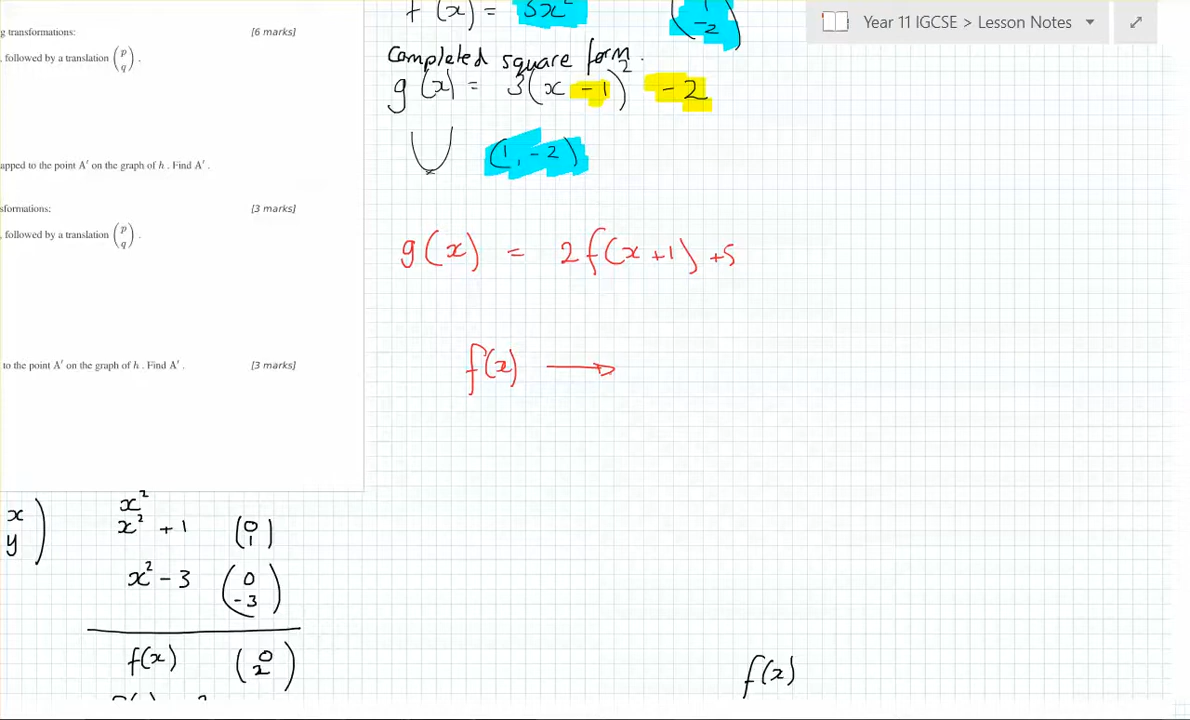 Year 11 IGCSE > Lesson Notes
g transformations: [6 marks]
, followed by a translation (p q) .
apped to the point A′ on the graph of h . Find A′ .
sformations: [3 marks]
, followed by a translation (p q) .
to the point A′ on the graph of h . Find A′ . [3 marks]
f(x) = 3x² (1 -2)
Completed square form.
g(x) = 3(x - 1)² - 2
(1, -2)
g(x) = 2f(x+1) +5
f(x) →
x y )
x²
x² + 1 (0 1)
x² - 3 (0 -3)
f(x) (0 2)
f(x)